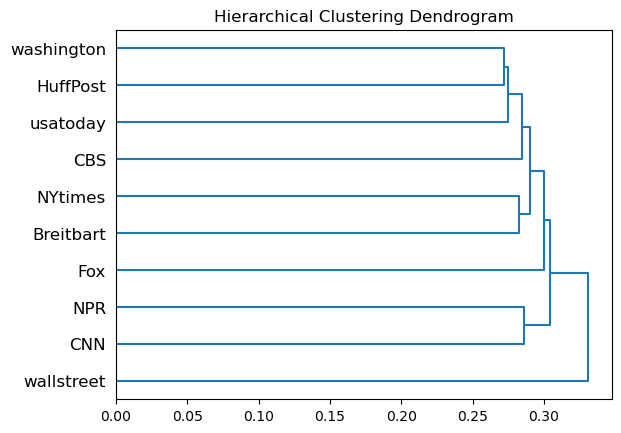 Hierarchical Clustering Dendrogram
washington
HuffPost
usatoday
CBS
NYtimes
Breitbart
Fox
NPR
CNN
wallstreet
0.00 0.05 0.10 0.15 0.20 0.25 0.30